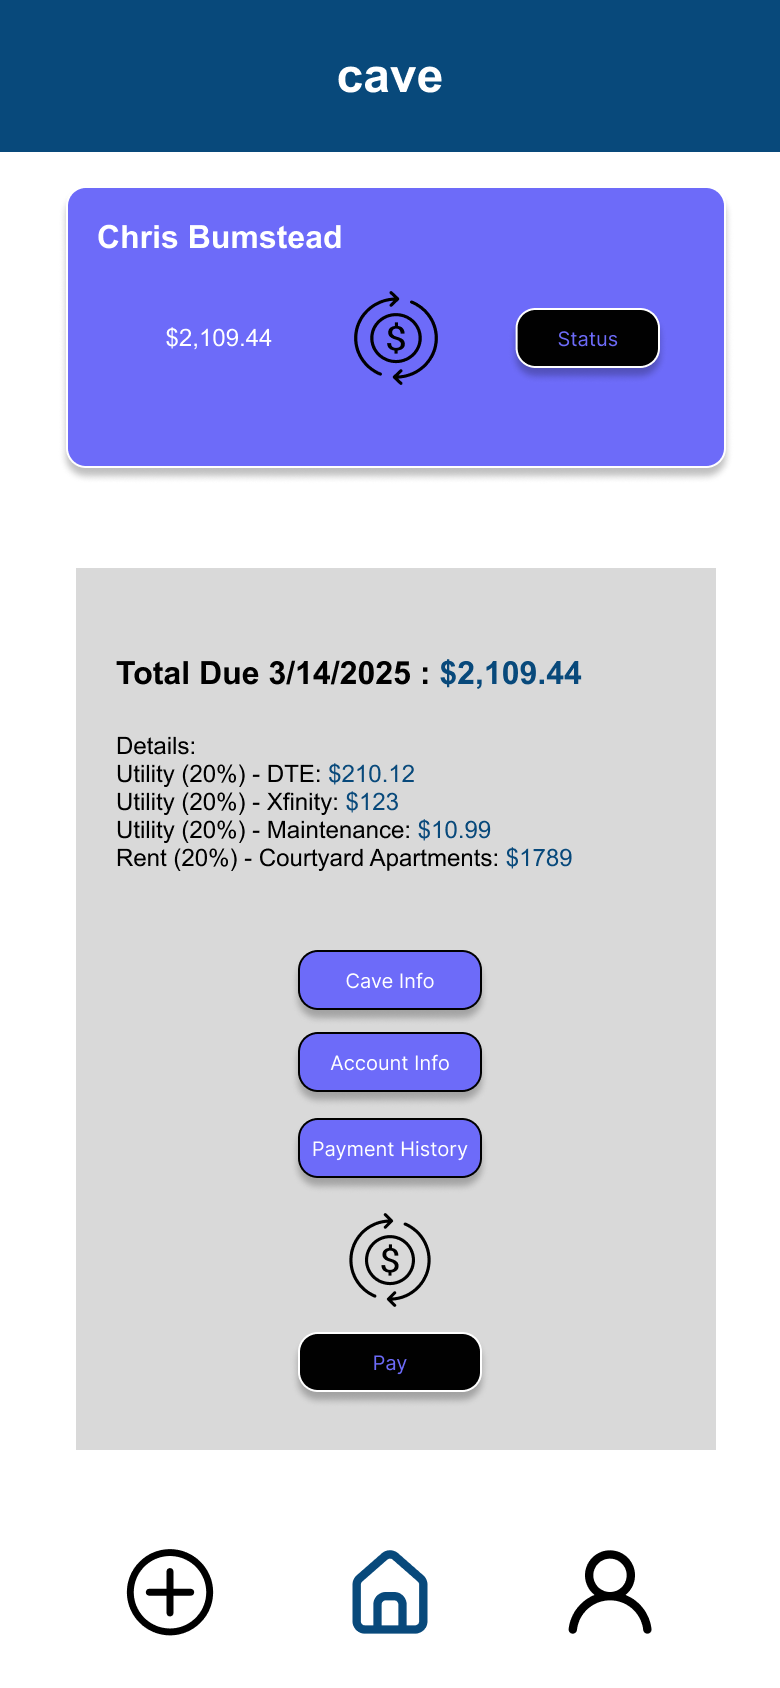 cave
Chris Bumstead
$2,109.44
$
Status
Total Due 3/14/2025 : $2,109.44
Details:
Utility (20%) - DTE: $210.12
Utility (20%) - Xfinity: $123
Utility (20%) - Maintenance: $10.99
Rent (20%) - Courtyard Apartments: $1789
Cave Info
Account Info
Payment History
$
Pay